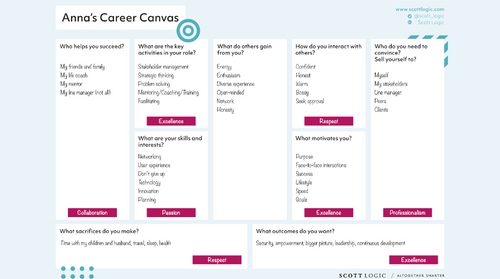 Anna's Career Canvas
www.scottlogic.com
@scott_logic
Scott Logic
Who helps you succeed?
My friends and family
My life coach
My mentor
My line manager (not all)
Collaboration
What are the key
activities in your role?
Stakeholder management
Strategic thinking
Problem solving
Mentoring/Coaching/Training
Facilitating
Excellence
What are your skills and
interests?
Networking
User experience
Don't give up
Technology
Innovation
Planning
Passion
What do others gain
from you?
Energy
Enthusiasm
Diverse experience
Open-minded
Network
Honesty
How do you interact with
others?
Confident
Honest
Warm
Bossy
Seek approval
Respect
What motivates you?
Purpose
Face-to-face interactions
Success
Lifestyle
Speed
Goals
Excellence
Who do you need to
convince?
Sell yourself to?
Myself
My stakeholders
Line manager
Peers
Clients
Professionalism
What sacrifices do you make?
Time with my children and husband, travel, sleep, health
Respect
What outcomes do you want?
Security, empowerment, bigger picture, leadership, continuous development
Excellence
SCOTT LOGIC / ALTOGETHER SMARTER